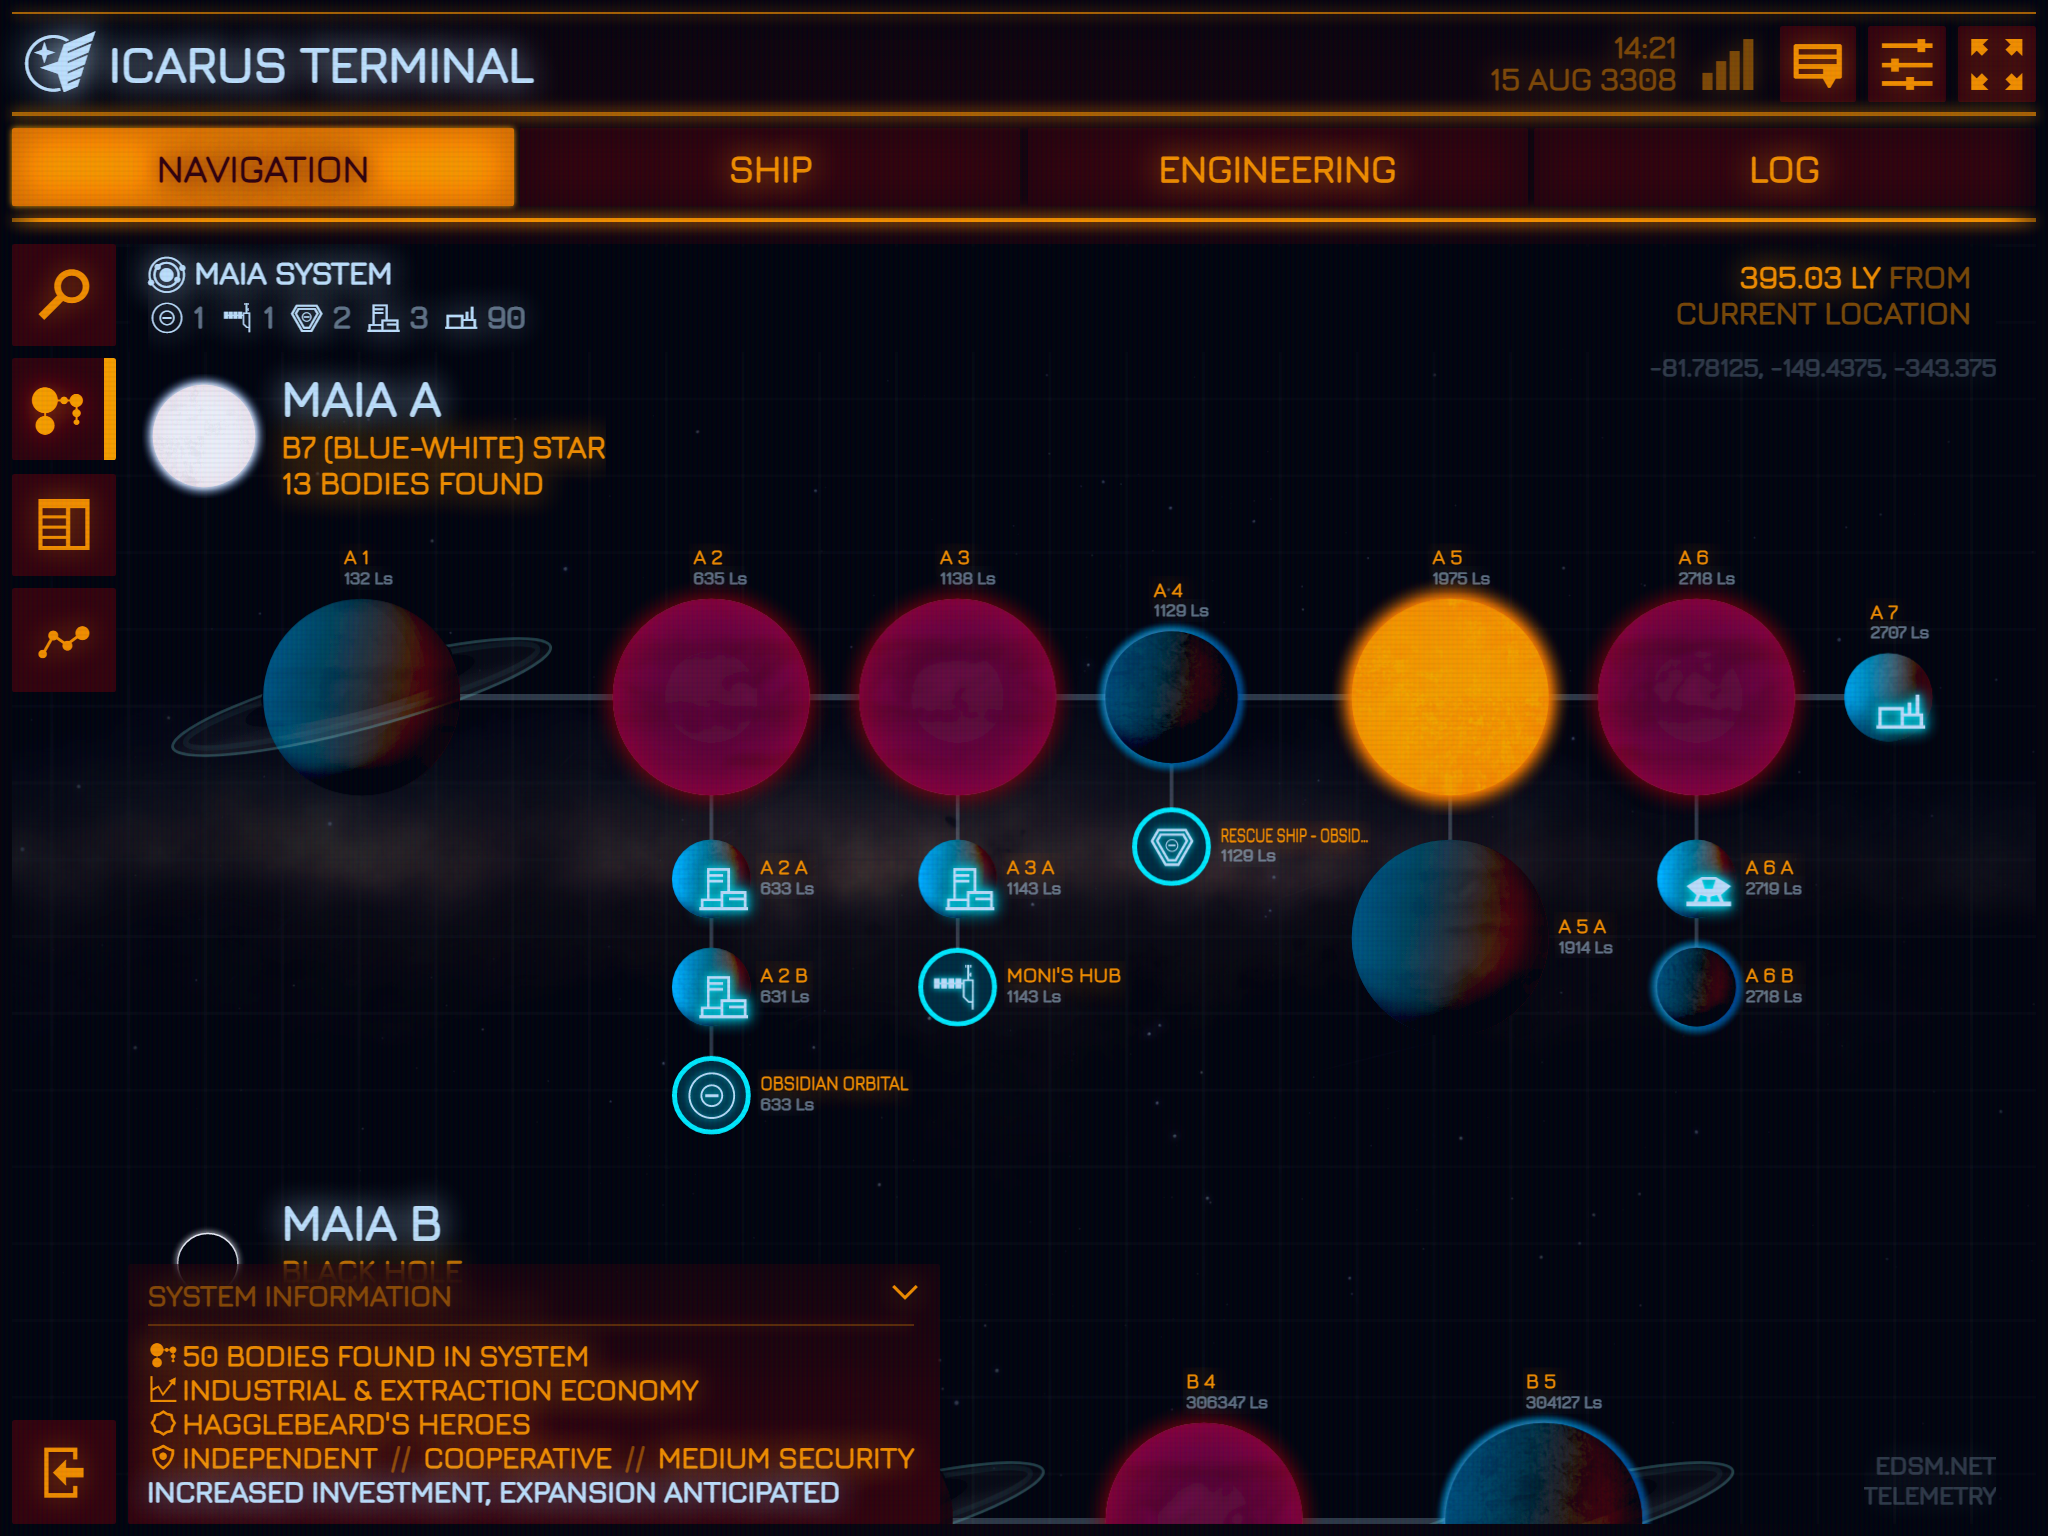 ICARUS TERMINAL
14:21
15 AUG 3308
NAVIGATION
SHIP
ENGINEERING
LOG
MAIA SYSTEM
1 1 2 3 90
395.03 LY FROM
CURRENT LOCATION
-81.78125, -149.4375, -343.375
MAIA A
B7 (BLUE-WHITE) STAR
13 BODIES FOUND
A 1
132 Ls
A 2
635 Ls
A 3
1138 Ls
A 4
1129 Ls
A 5
1975 Ls
A 6
2718 Ls
A 7
2707 Ls
RESCUE SHIP - OBSID...
1129 Ls
A 2 A
633 Ls
A 3 A
1143 Ls
A 6 A
2719 Ls
A 5 A
1914 Ls
A 2 B
631 Ls
MONI'S HUB
1143 Ls
A 6 B
2718 Ls
OBSIDIAN ORBITAL
633 Ls
MAIA B
BLACK HOLE
SYSTEM INFORMATION
50 BODIES FOUND IN SYSTEM
INDUSTRIAL & EXTRACTION ECONOMY
HAGGLEBEARD'S HEROES
INDEPENDENT // COOPERATIVE // MEDIUM SECURITY
INCREASED INVESTMENT, EXPANSION ANTICIPATED
B 4
306347 Ls
B 5
304127 Ls
EDSM.NET
TELEMETRY